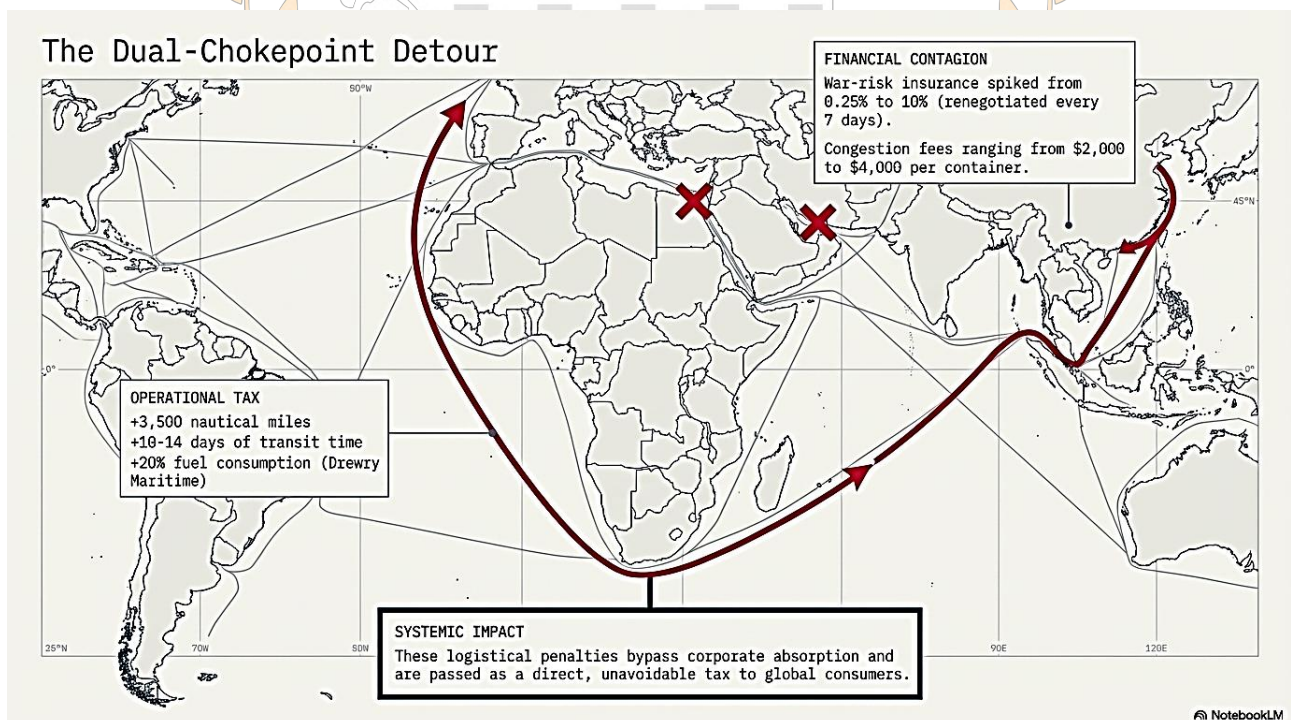 The Dual-Chokepoint Detour
FINANCIAL CONTAGION
War-risk insurance spiked from
0.25% to 10% (renegotiated every
7 days).
Congestion fees ranging from $2,000
to $4,000 per container.
90°W
45°N
0°
0°
OPERATIONAL TAX
+3,500 nautical miles
+10-14 days of transit time
+20% fuel consumption (Drewry
Maritime)
SYSTEMIC IMPACT
These logistical penalties bypass corporate absorption and
are passed as a direct, unavoidable tax to global consumers.
25°N
70W
50W
90E
120E
NotebookLM